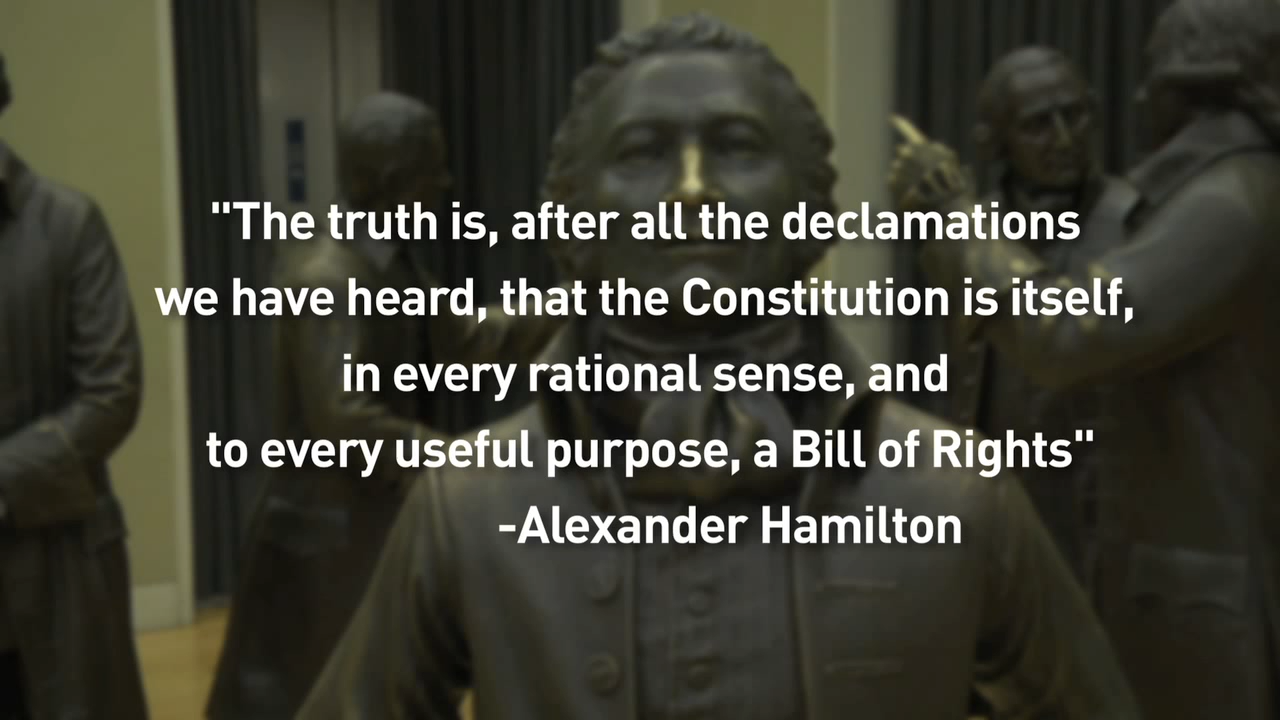 "The truth is, after all the declamations
we have heard, that the Constitution is itself,
in every rational sense, and
to every useful purpose, a Bill of Rights"
-Alexander Hamilton